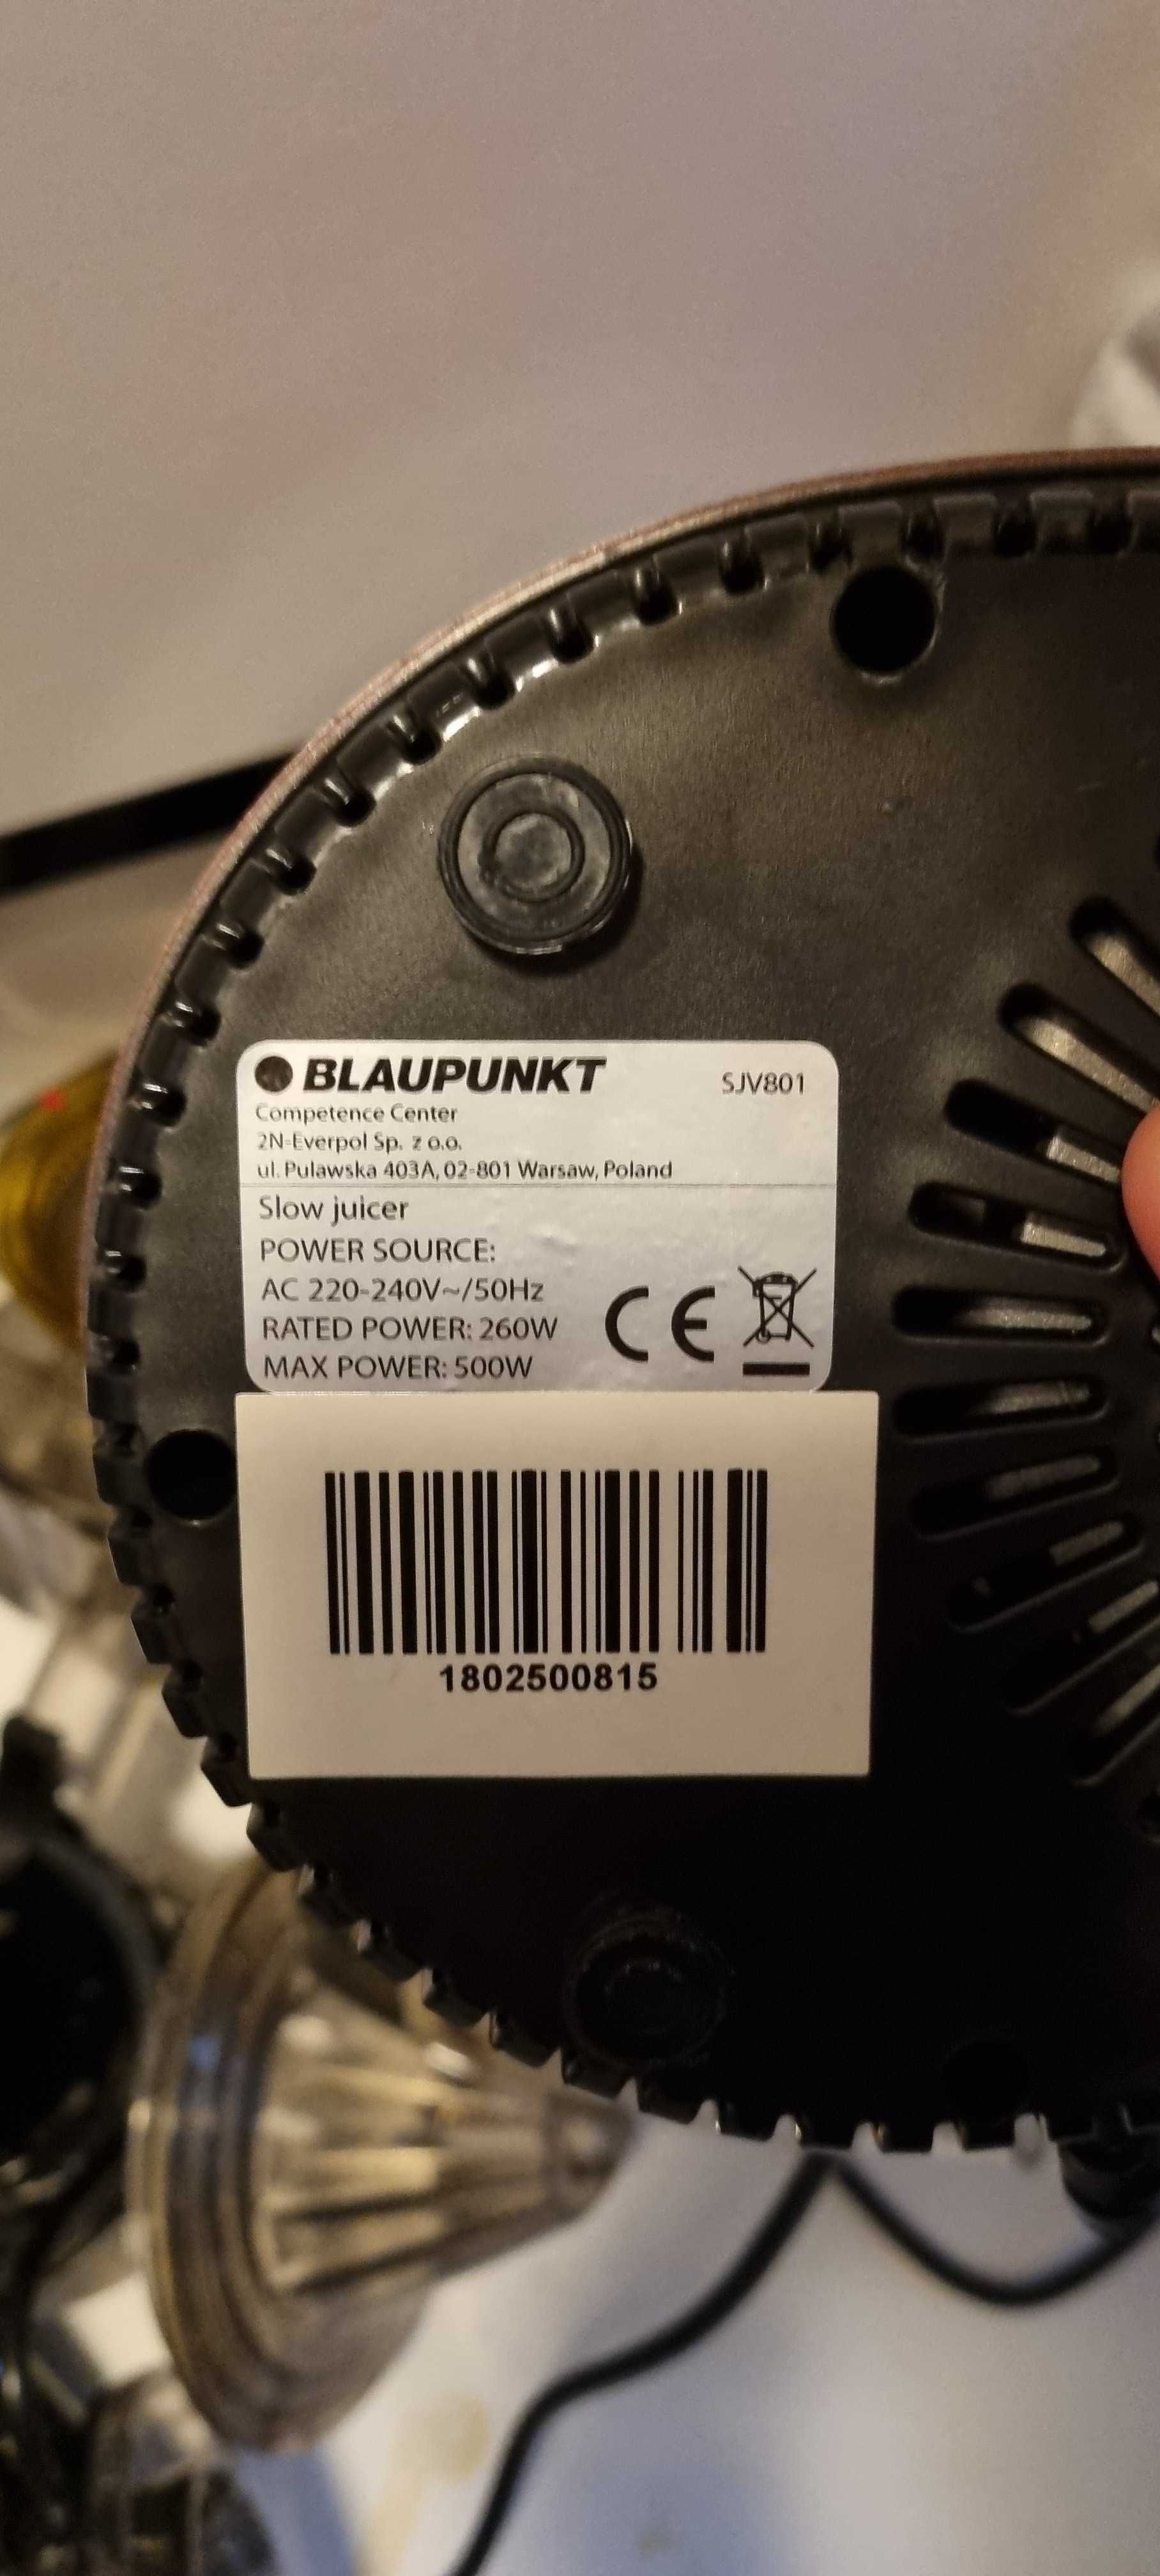 BLAUPUNKT SJV801
Competence Center
2N-Everpol Sp. z o.o.
ul. Pulawska 403A, 02-801 Warsaw, Poland
Slow juicer
POWER SOURCE:
AC 220-240V~/50Hz
RATED POWER: 260W
MAX POWER: 500W
CE
1802500815